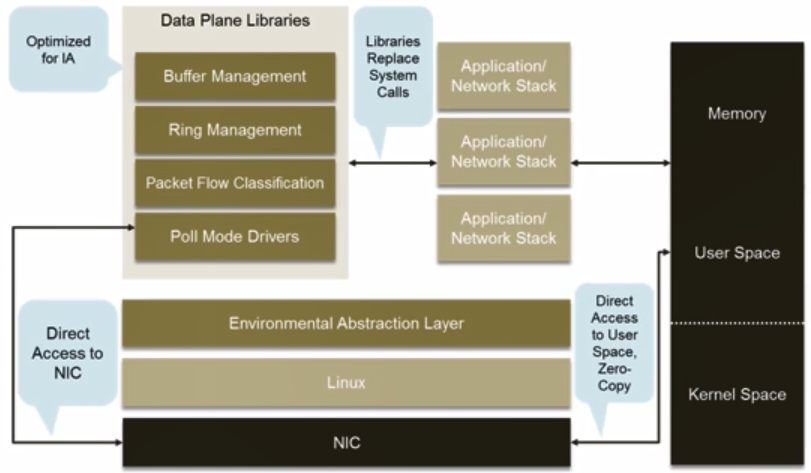 Data Plane Libraries
Optimized
for IA
Buffer Management
Ring Management
Packet Flow Classification
Poll Mode Drivers
Libraries
Replace
System
Calls
Application/
Network Stack
Application/
Network Stack
Application/
Network Stack
Memory
User Space
Kernel Space
Environmental Abstraction Layer
Linux
NIC
Direct
Access to
NIC
Direct
Access
to User
Space,
Zero-
Copy